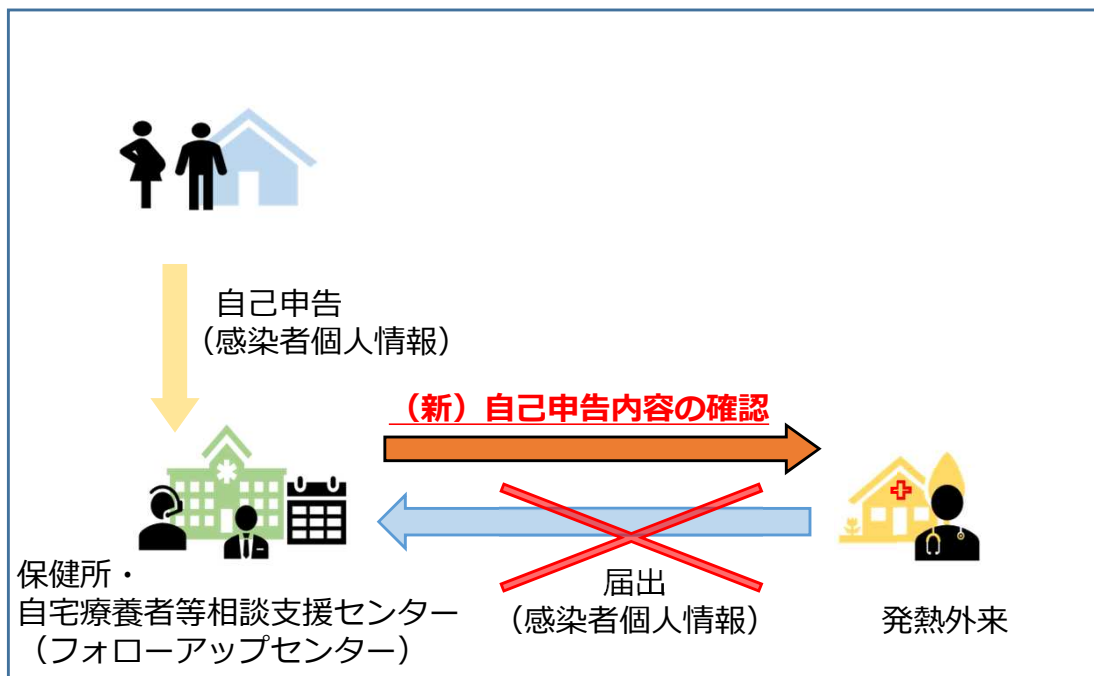 自己申告
（感染者個人情報）
（新）自己申告内容の確認
保健所・
自宅療養者等相談支援センター
（フォローアップセンター）
届出
（感染者個人情報）
発熱外来